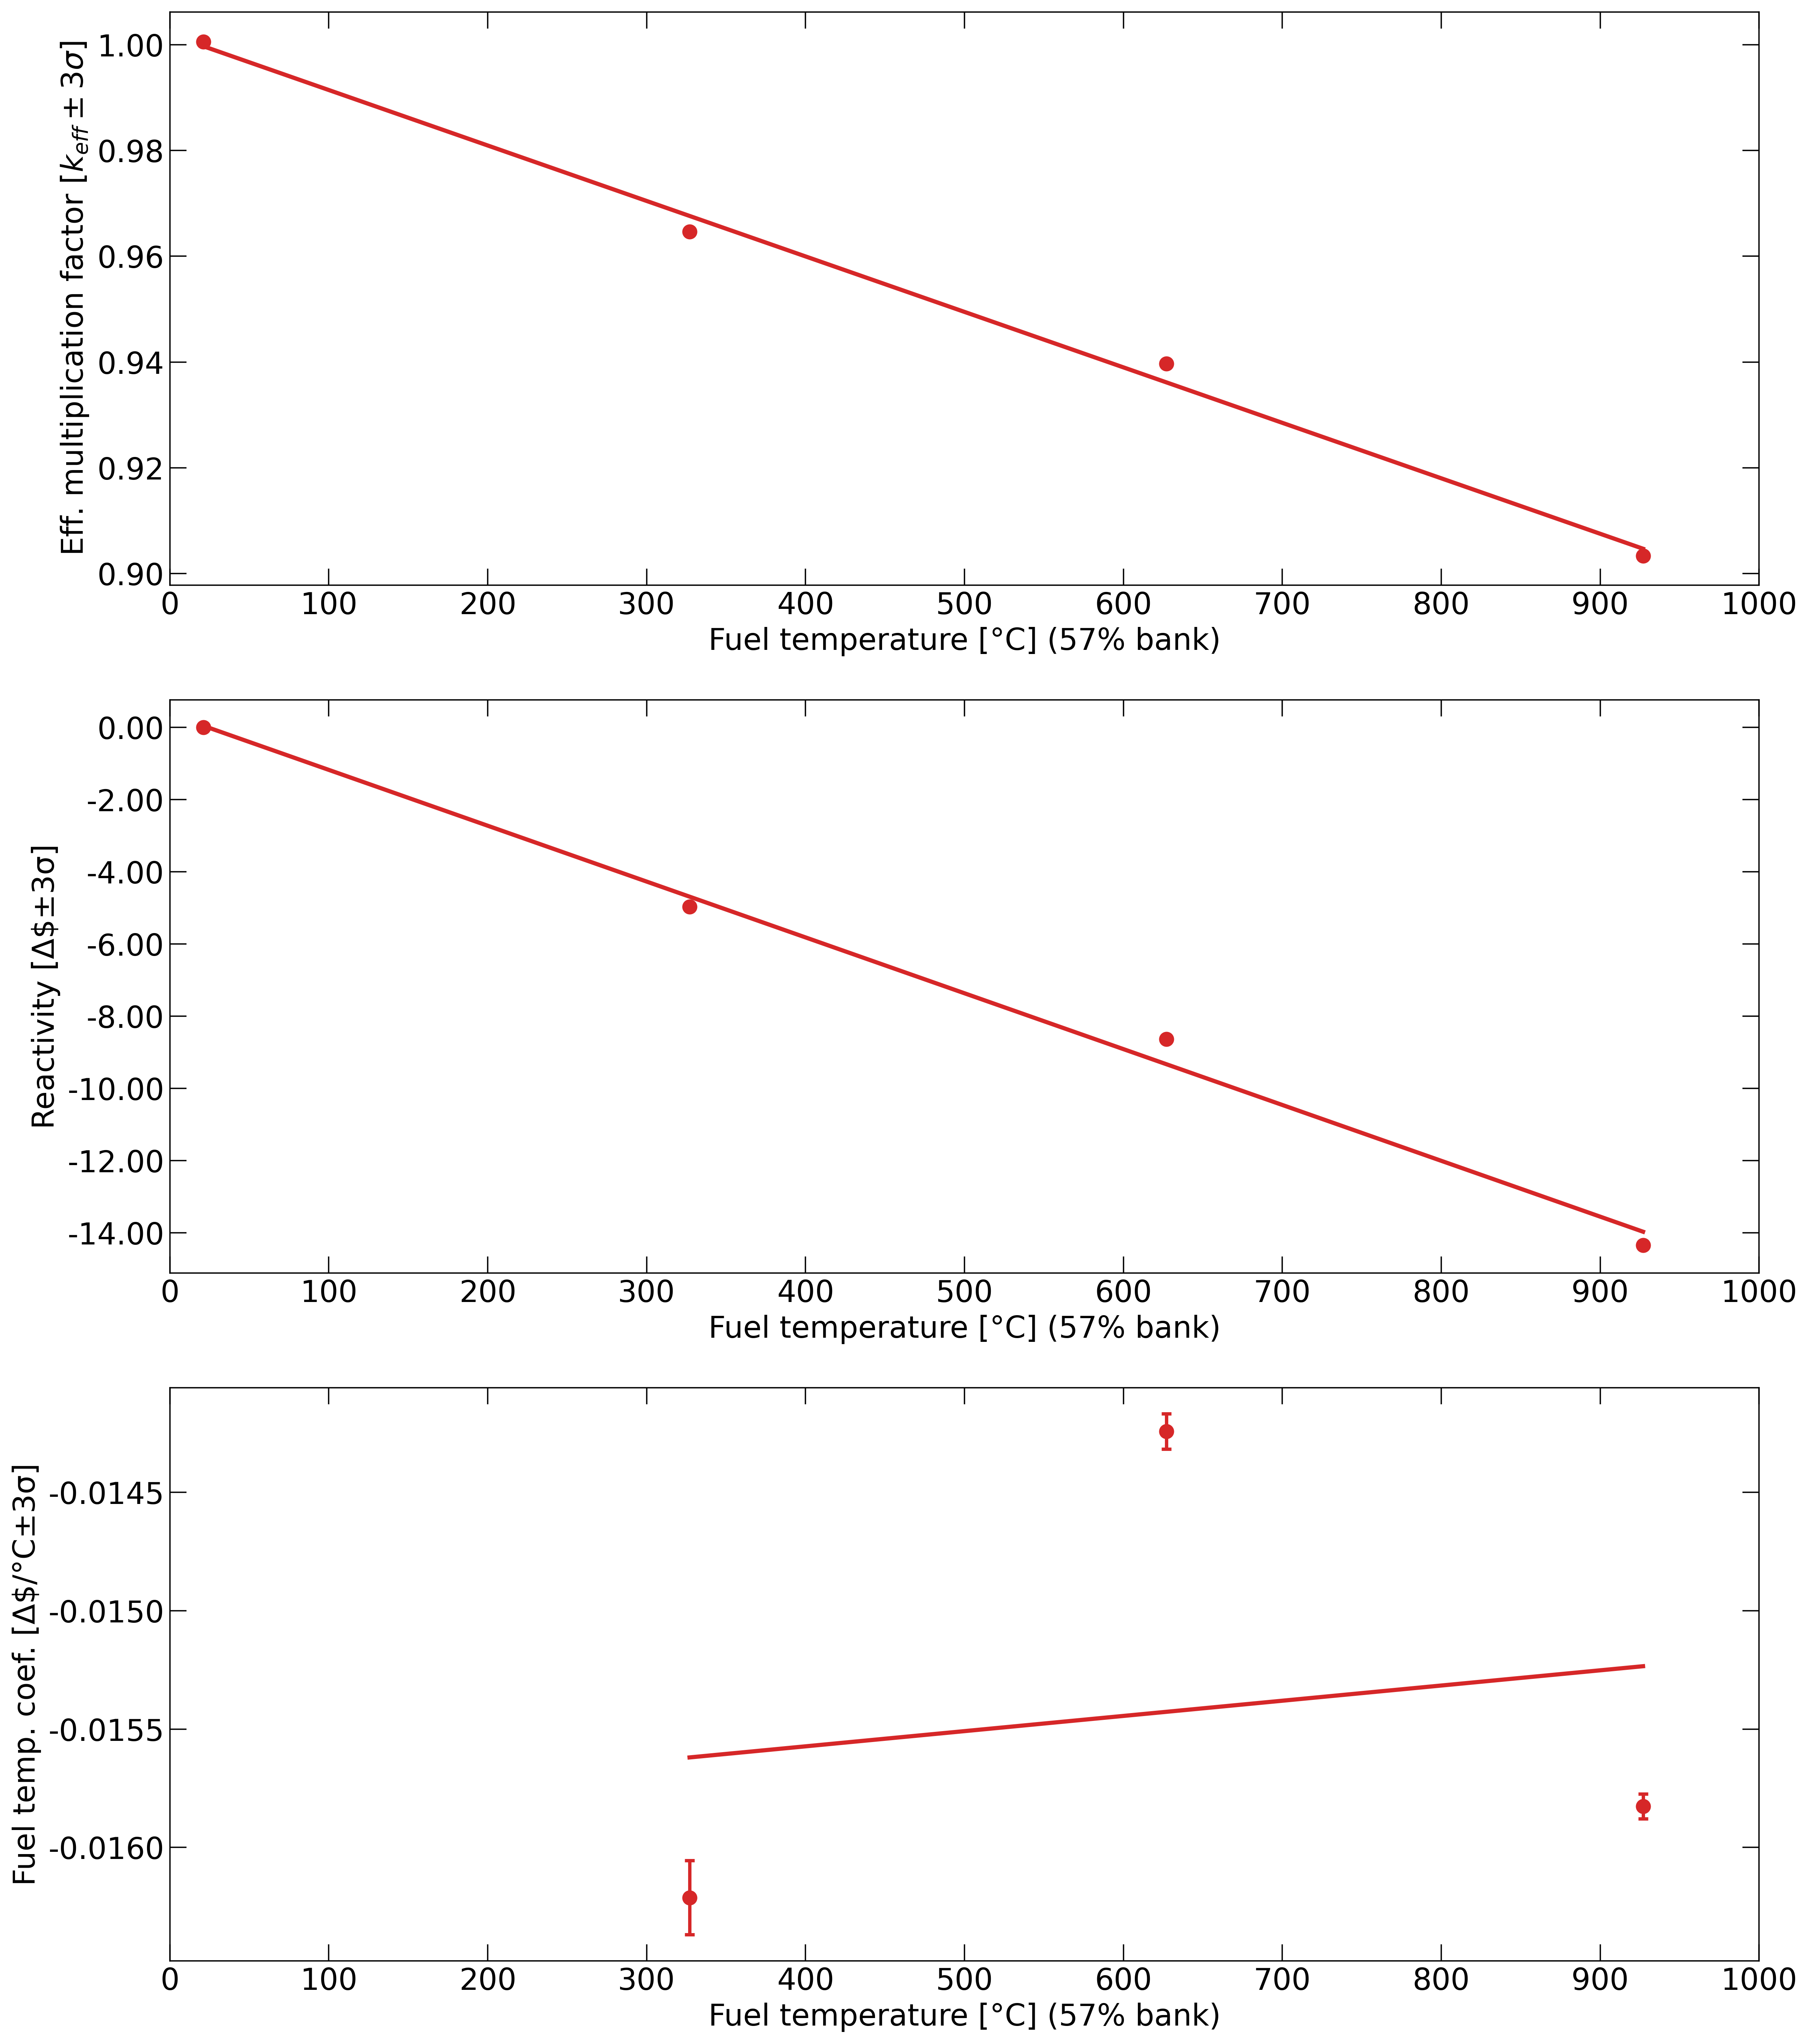 Eff. multiplication factor [k_eff ± 3σ]
1.00
0.98
0.96
0.94
0.92
0.90
0 100 200 300 400 500 600 700 800 900 1000
Fuel temperature [°C] (57% bank)
Reactivity [Δ$±3σ]
0.00
-2.00
-4.00
-6.00
-8.00
-10.00
-12.00
-14.00
0 100 200 300 400 500 600 700 800 900 1000
Fuel temperature [°C] (57% bank)
Fuel temp. coef. [Δ$/°C±3σ]
-0.0145
-0.0150
-0.0155
-0.0160
0 100 200 300 400 500 600 700 800 900 1000
Fuel temperature [°C] (57% bank)